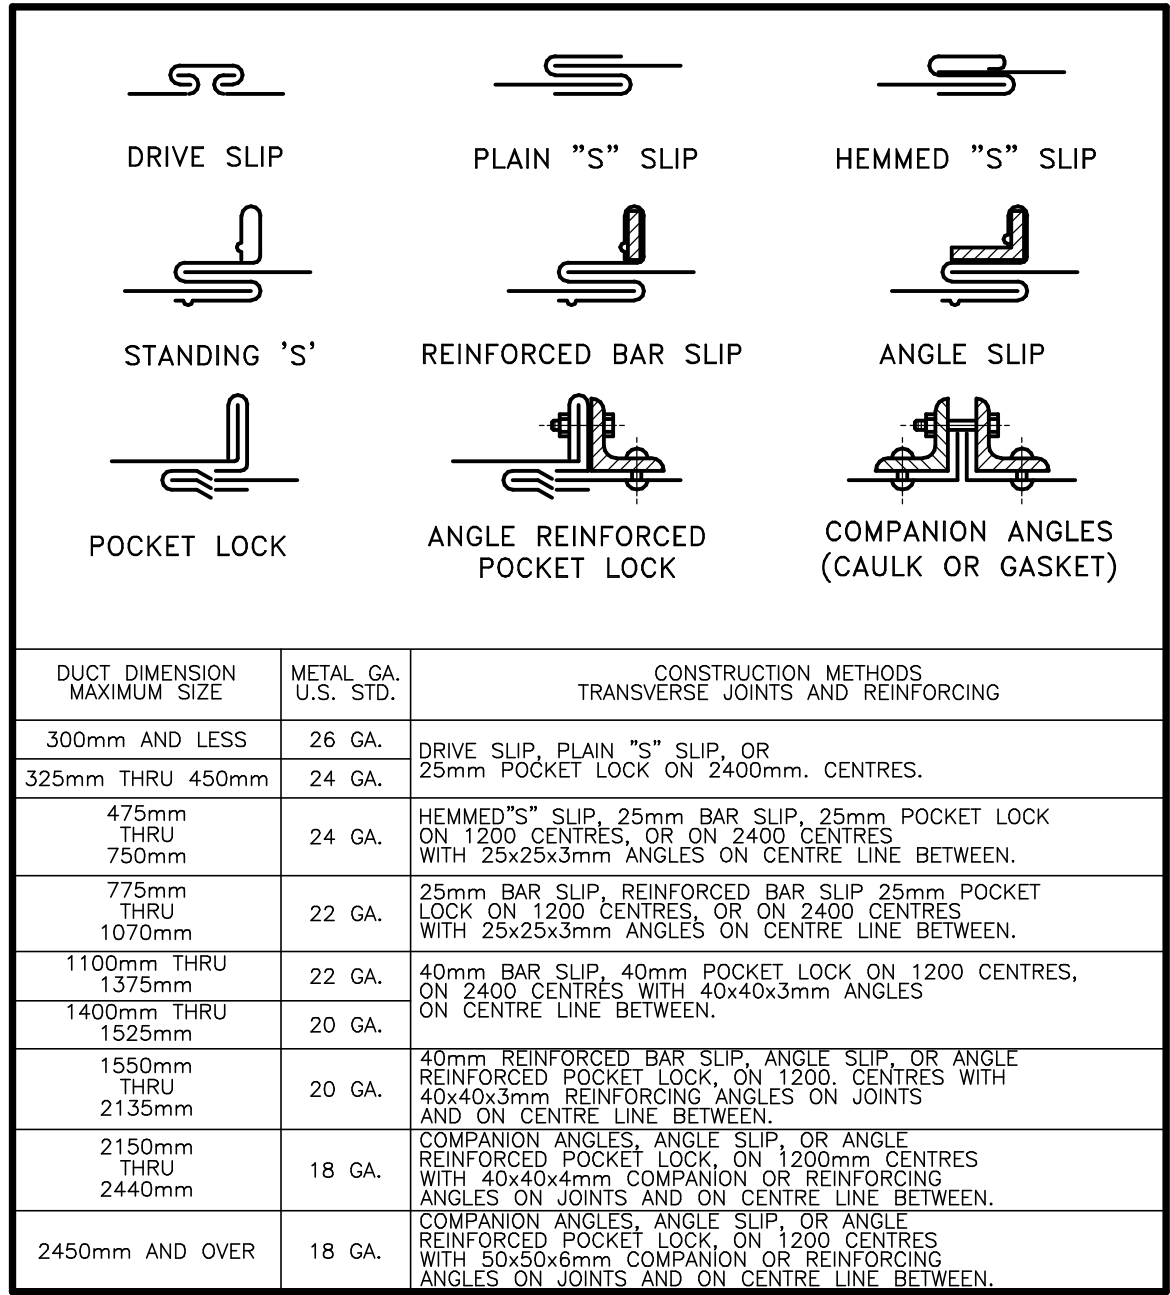 DRIVE SLIP
PLAIN "S" SLIP
HEMMED "S" SLIP
STANDING 'S'
REINFORCED BAR SLIP
ANGLE SLIP
POCKET LOCK
ANGLE REINFORCED
POCKET LOCK
COMPANION ANGLES
(CAULK OR GASKET)
DUCT DIMENSION
MAXIMUM SIZE
METAL GA.
U.S. STD.
CONSTRUCTION METHODS
TRANSVERSE JOINTS AND REINFORCING
300mm AND LESS
26 GA.
DRIVE SLIP, PLAIN "S" SLIP, OR
25mm POCKET LOCK ON 2400mm. CENTRES.
325mm THRU 450mm
24 GA.
475mm
THRU
750mm
24 GA.
HEMMED"S" SLIP, 25mm BAR SLIP, 25mm POCKET LOCK
ON 1200 CENTRES, OR ON 2400 CENTRES
WITH 25x25x3mm ANGLES ON CENTRE LINE BETWEEN.
775mm
THRU
1070mm
22 GA.
25mm BAR SLIP, REINFORCED BAR SLIP 25mm POCKET
LOCK ON 1200 CENTRES, OR ON 2400 CENTRES
WITH 25x25x3mm ANGLES ON CENTRE LINE BETWEEN.
1100mm THRU
1375mm
22 GA.
40mm BAR SLIP, 40mm POCKET LOCK ON 1200 CENTRES,
ON 2400 CENTRES WITH 40x40x3mm ANGLES
ON CENTRE LINE BETWEEN.
1400mm THRU
1525mm
20 GA.
1550mm
THRU
2135mm
20 GA.
40mm REINFORCED BAR SLIP, ANGLE SLIP, OR ANGLE
REINFORCED POCKET LOCK, ON 1200. CENTRES WITH
40x40x3mm REINFORCING ANGLES ON JOINTS
AND ON CENTRE LINE BETWEEN.
2150mm
THRU
2440mm
18 GA.
COMPANION ANGLES, ANGLE SLIP, OR ANGLE
REINFORCED POCKET LOCK, ON 1200mm CENTRES
WITH 40x40x4mm COMPANION OR REINFORCING
ANGLES ON JOINTS AND ON CENTRE LINE BETWEEN.
2450mm AND OVER
18 GA.
COMPANION ANGLES, ANGLE SLIP, OR ANGLE
REINFORCED POCKET LOCK, ON 1200 CENTRES
WITH 50x50x6mm COMPANION OR REINFORCING
ANGLES ON JOINTS AND ON CENTRE LINE BETWEEN.